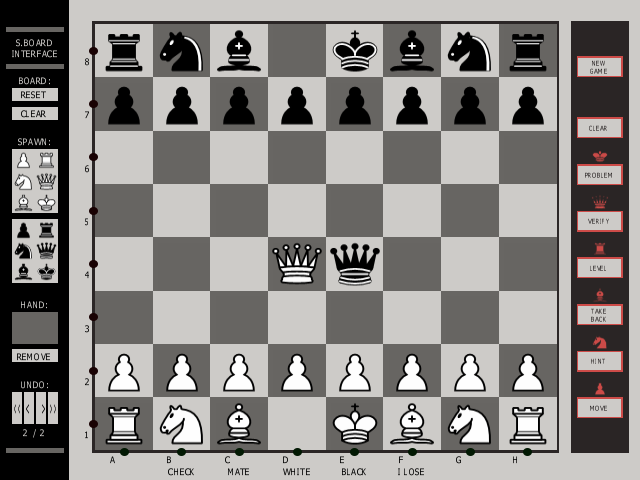 S.BOARD
INTERFACE
BOARD:
RESET
CLEAR
SPAWN:
HAND:
REMOVE
UNDO:
2 / 2
8
7
6
5
4
3
2
1
A B C D E F G H
CHECK MATE WHITE BLACK I LOSE
NEW
GAME
CLEAR
PROBLEM
VERIFY
LEVEL
TAKE
BACK
HINT
MOVE